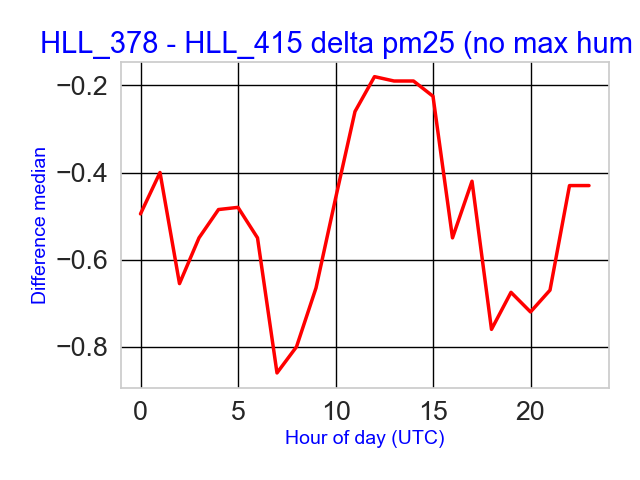 HLL_378 - HLL_415 delta pm25 (no max hum
−0.2
−0.4
−0.6
−0.8
Difference median
0 5 10 15 20
Hour of day (UTC)